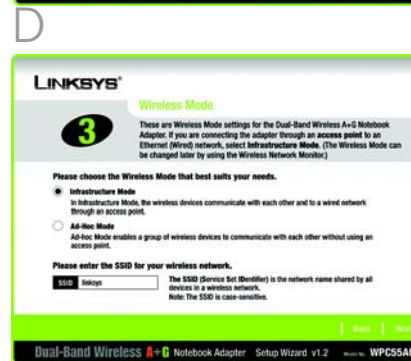 D
LINKSYS®
Wireless Mode
3
These are Wireless Mode settings for the Dual-Band Wireless A+G Notebook
Adapter. If you are connecting the adapter through an access point to an
Ethernet (Wired) network, select Infrastructure Mode. (The Wireless Mode can
be changed later by using the Wireless Network Monitor.)
Please choose the Wireless Mode that best suits your needs.
Infrastructure Mode
In Infrastructure Mode, the wireless devices communicate with each other and to a wired network
through an access point.
Ad-Hoc Mode
Ad-hoc Mode enables a group of wireless devices to communicate with each other without using an
access point.
Please enter the SSID for your wireless network.
SSID linksys
The SSID (Service Set IDentifier) is the network name shared by all
devices in a wireless network.
Note: The SSID is case-sensitive.
Back
Dual-Band Wireless A+G Notebook Adapter Setup Wizard v1.2 Model No.